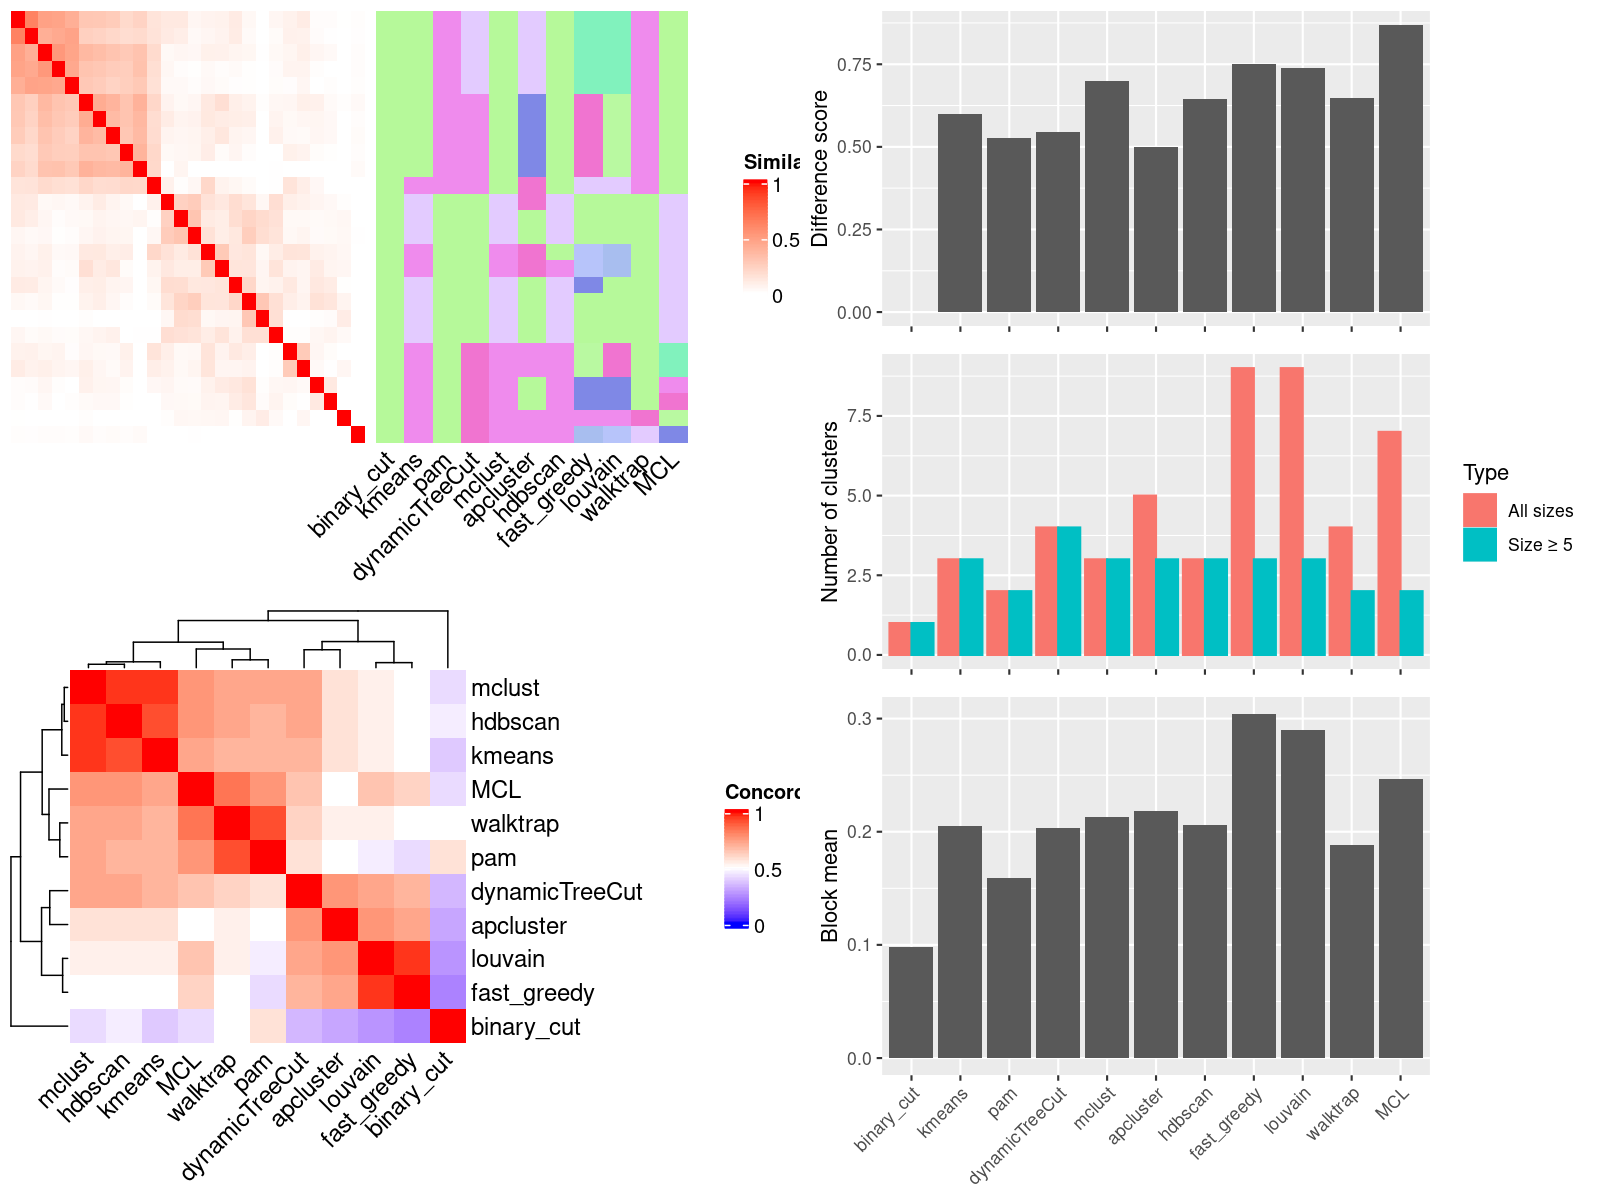 Simila
1
0.5
0
binary_cut
kmeans
pam
dynamicTreeCut
mclust
apcluster
hdbscan
fast_greedy
louvain
walktrap
MCL
mclust
hdbscan
kmeans
MCL
walktrap
pam
dynamicTreeCut
apcluster
louvain
fast_greedy
binary_cut
mclust
hdbscan
kmeans
MCL
walktrap
pam
dynamicTreeCut
apcluster
louvain
fast_greedy
binary_cut
Concord
1
0.5
0
Difference score
0.75
0.50
0.25
0.00
Number of clusters
7.5
5.0
2.5
0.0
Type
All sizes
Size ≥ 5
Block mean
0.3
0.2
0.1
0.0
binary_cut
kmeans
pam
dynamicTreeCut
mclust
apcluster
hdbscan
fast_greedy
louvain
walktrap
MCL